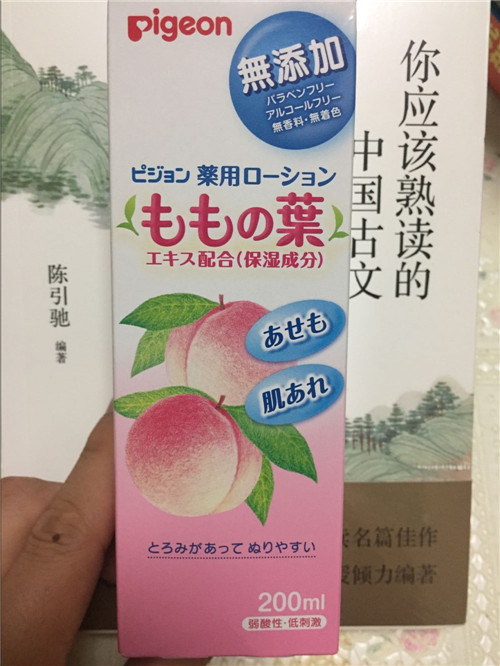 Pigeon
無添加
パラベンフリー
アルコールフリー
無香料・無着色
ピジョン 薬用ローション
ももの葉
エキス配合(保湿成分)
あせも
肌あれ
とろみがあって ぬりやすい
200ml
弱酸性・低刺激
你应该熟读的
中国古文
陈引驰 编著
名篇佳作
倾力编著